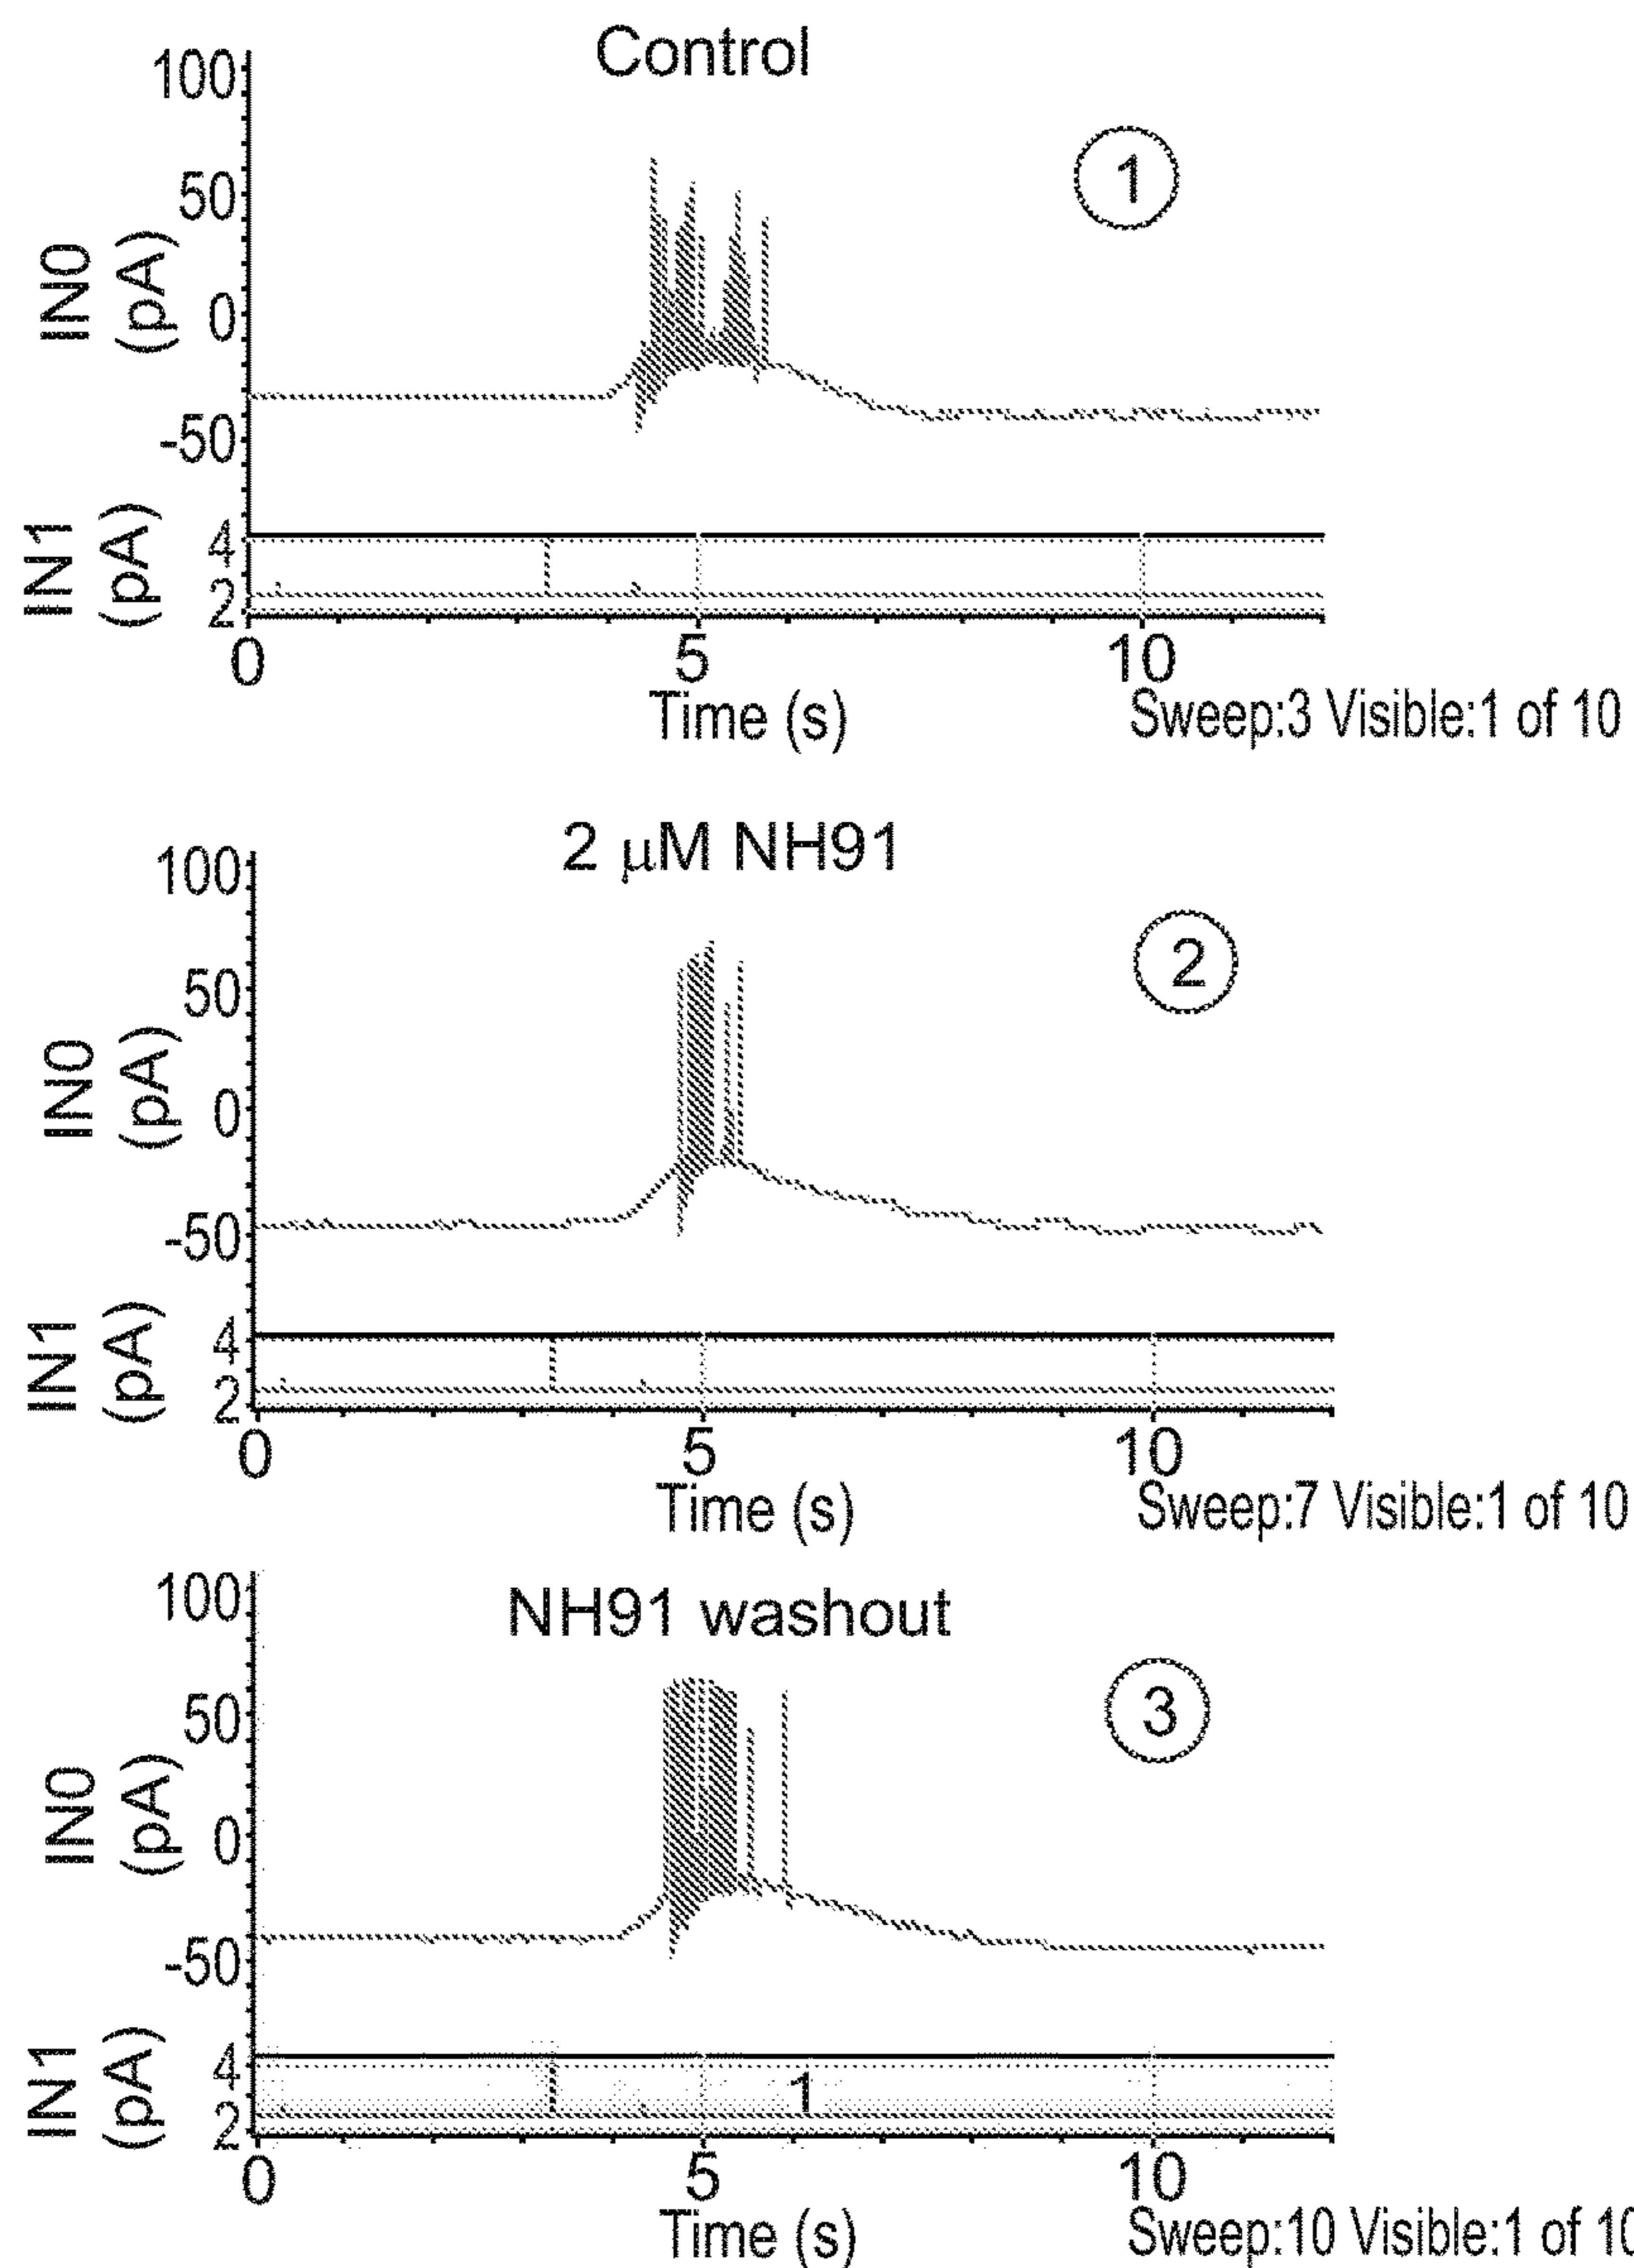 Control
100
50
0
-50
IN0
(pA)
1
4
2
IN1
(pA)
0 5 10
Time (s)
Sweep:3 Visible:1 of 10
2 μM NH91
100
50
0
-50
IN0
(pA)
2
4
2
IN1
(pA)
0 5 10
Time (s)
Sweep:7 Visible:1 of 10
NH91 washout
100
50
0
-50
IN0
(pA)
3
4
2
IN1
(pA)
1
0 5 10
Time (s)
Sweep:10 Visible:1 of 10